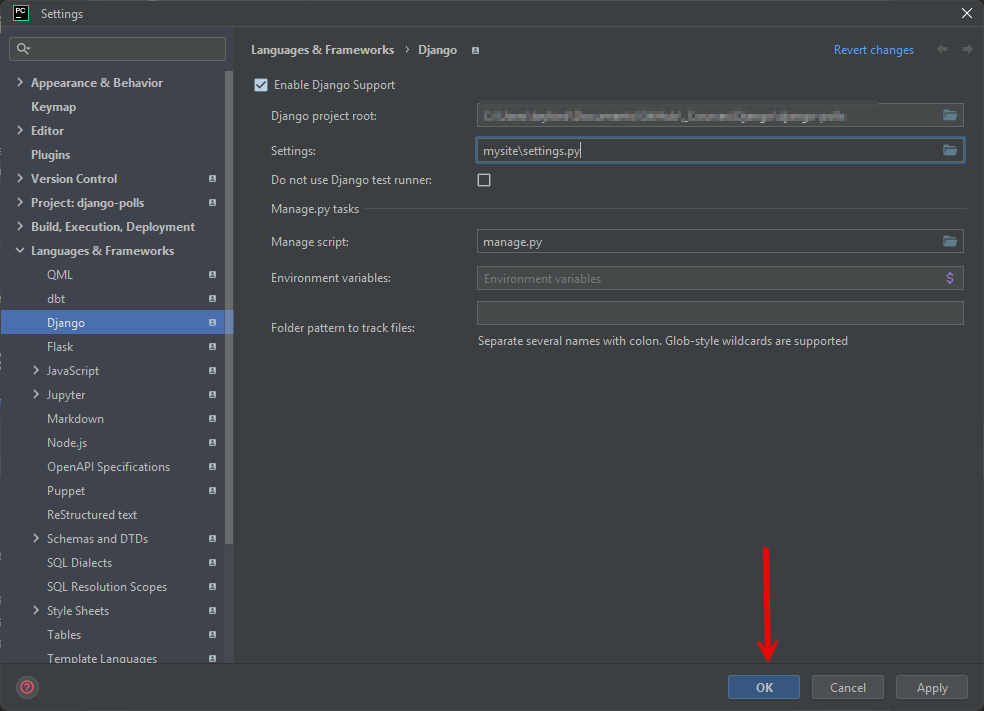 PC
Settings
Languages & Frameworks › Django
Revert changes
Appearance & Behavior
Keymap
Editor
Plugins
Version Control
Project: django-polls
Build, Execution, Deployment
Languages & Frameworks
QML
dbt
Django
Flask
JavaScript
Jupyter
Markdown
Node.js
OpenAPI Specifications
Puppet
ReStructured text
Schemas and DTDs
SQL Dialects
SQL Resolution Scopes
Style Sheets
Tables
Template Languages
Enable Django Support
Django project root:
Settings: mysite\settings.py
Do not use Django test runner:
Manage.py tasks
Manage script: manage.py
Environment variables: Environment variables $
Folder pattern to track files:
Separate several names with colon. Glob-style wildcards are supported
? OK Cancel Apply